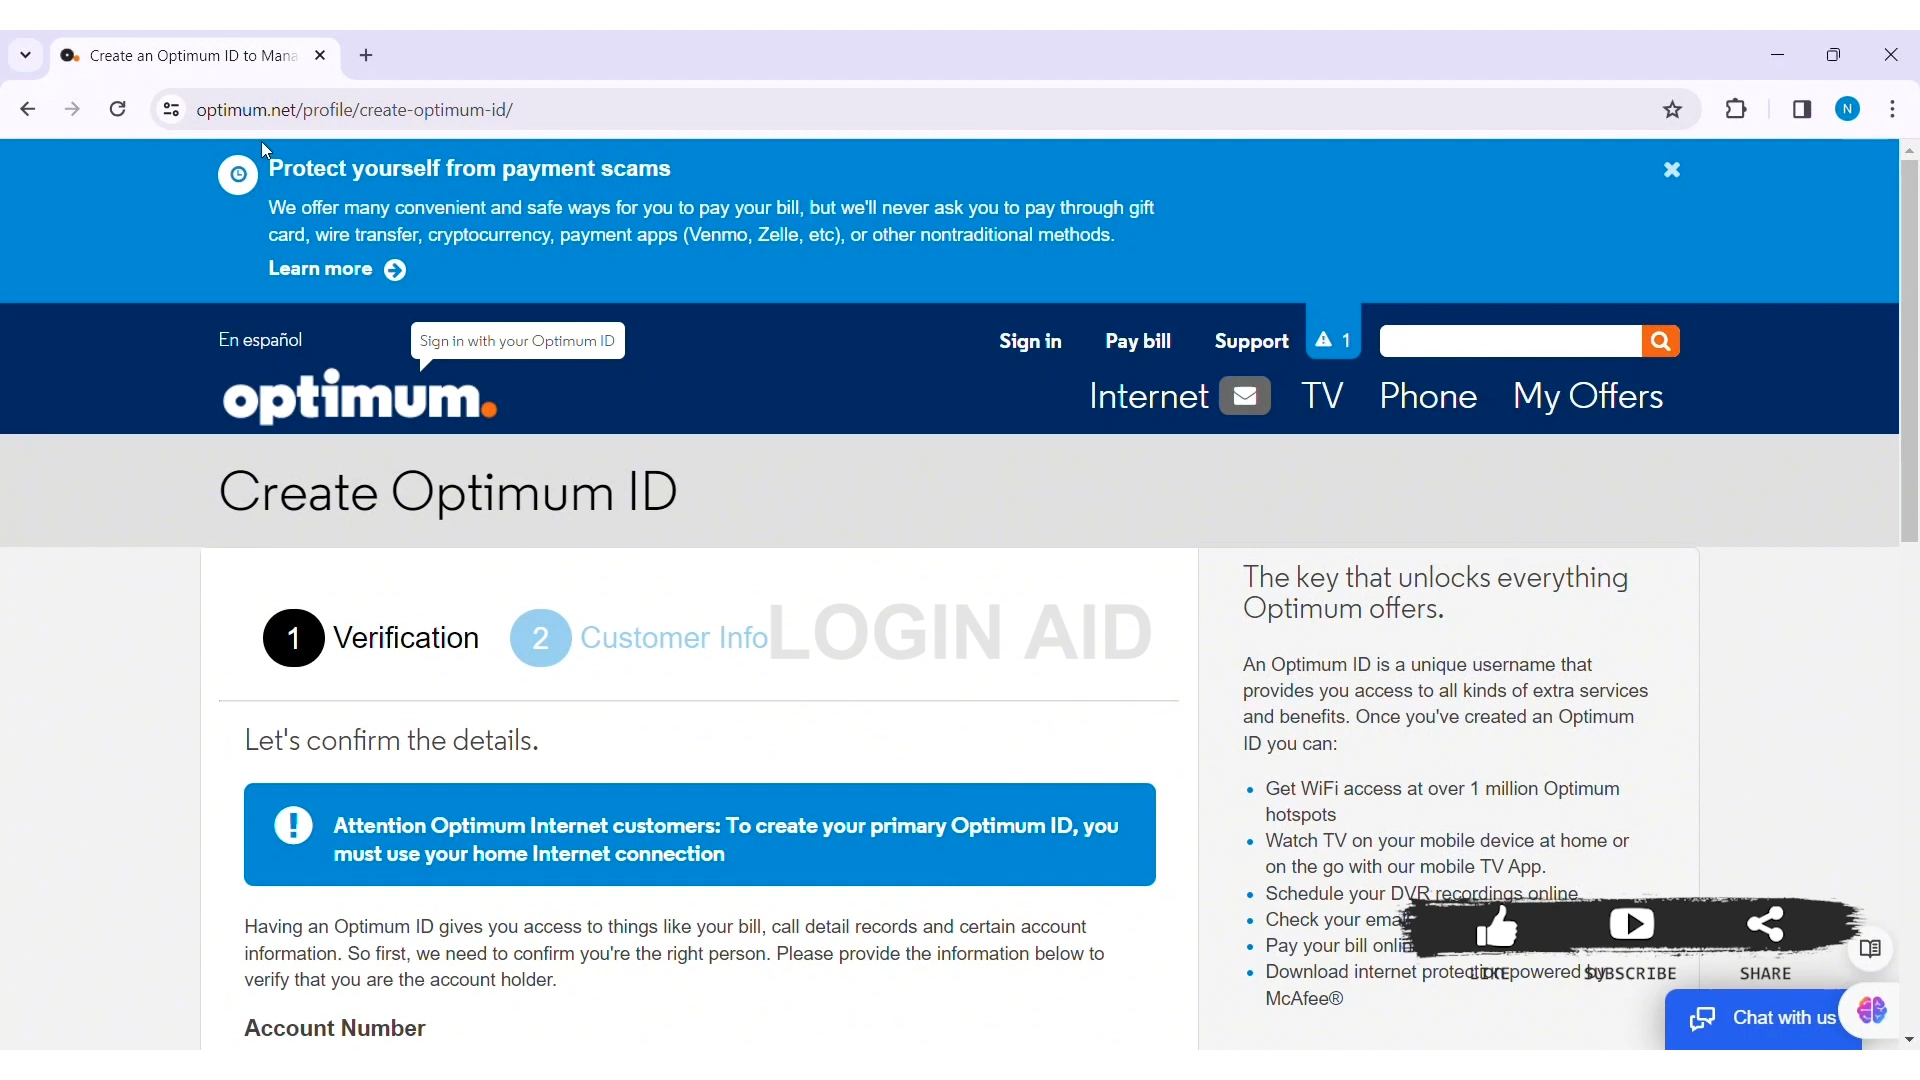 Create an Optimum ID to Mana
optimum.net/profile/create-optimum-id/
N
Protect yourself from payment scams
We offer many convenient and safe ways for you to pay your bill, but we'll never ask you to pay through gift
card, wire transfer, cryptocurrency, payment apps (Venmo, Zelle, etc), or other nontraditional methods.
Learn more
En español
Sign in with your Optimum ID
Sign in Pay bill Support 1
optimum.
Internet TV Phone My Offers
Create Optimum ID
1 Verification 2 Customer Info
LOGIN AID
Let's confirm the details.
Attention Optimum Internet customers: To create your primary Optimum ID, you
must use your home Internet connection
Having an Optimum ID gives you access to things like your bill, call detail records and certain account
information. So first, we need to confirm you're the right person. Please provide the information below to
verify that you are the account holder.
Account Number
The key that unlocks everything
Optimum offers.
An Optimum ID is a unique username that
provides you access to all kinds of extra services
and benefits. Once you've created an Optimum
ID you can:
Get WiFi access at over 1 million Optimum
hotspots
Watch TV on your mobile device at home or
on the go with our mobile TV App.
Schedule your DVR recordings online
Check your ema
Pay your bill onlin
Download internet protection powered by
McAfee®
LIKE SUBSCRIBE SHARE
Chat with us